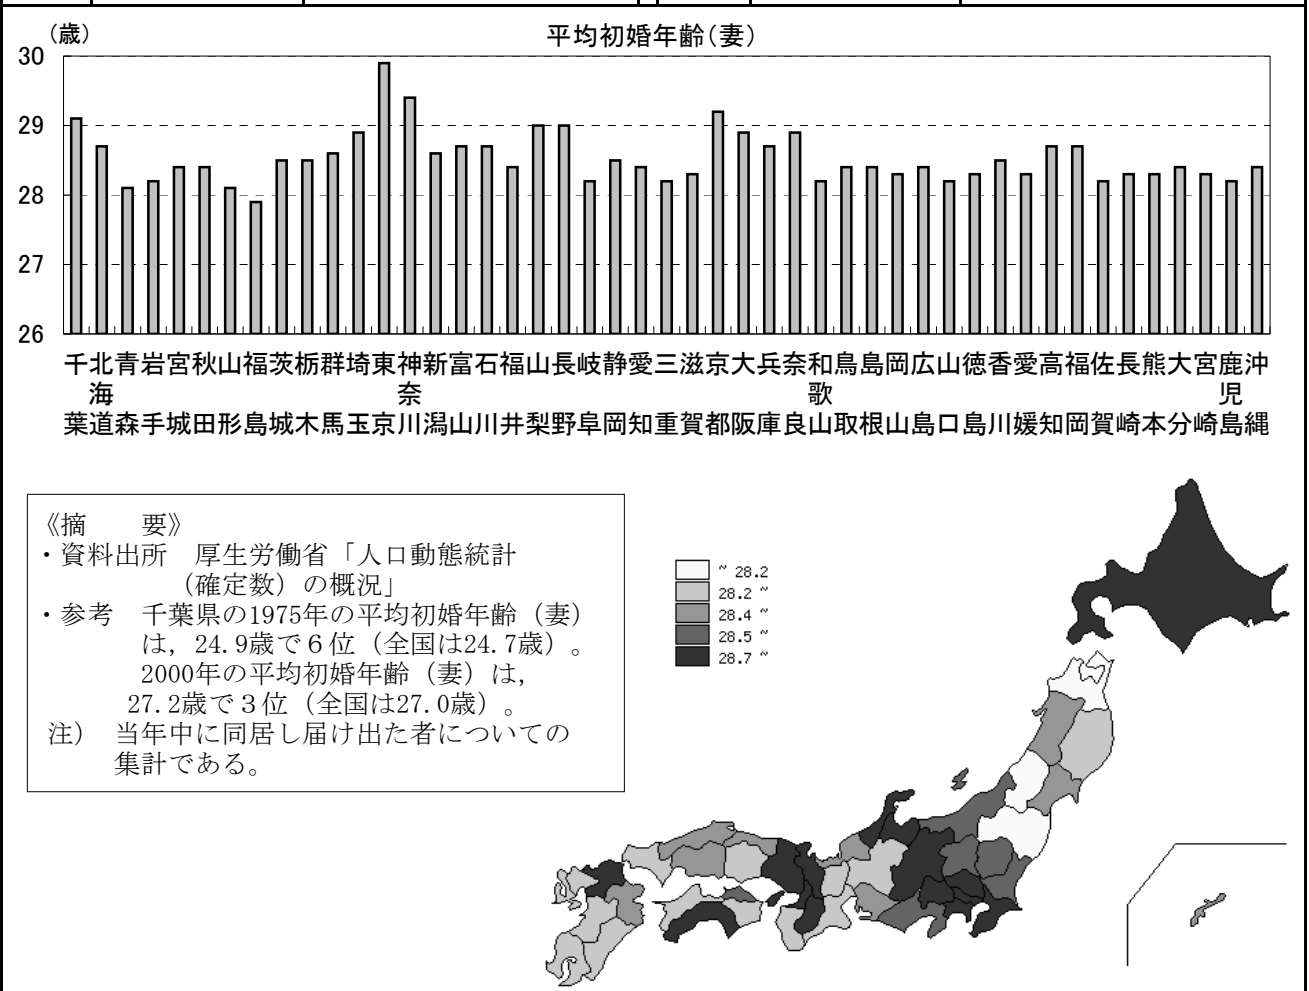 (歳)
平均初婚年齢(妻)
30
29
28
27
26
千葉 北海道 青森 岩手 宮城 秋田 山形 福島 茨城 栃木 群馬 埼玉 東京 神奈川 新潟 富山 石川 福井 山梨 長野 岐阜 静岡 愛知 三重 滋賀 京都 大阪 兵庫 奈良 和歌山 鳥取 島根 岡山 広島 山口 徳島 香川 愛媛 高知 福岡 佐賀 長崎 熊本 大分 宮崎 鹿児島 沖縄
《摘　　要》
・資料出所　厚生労働省「人口動態統計
（確定数）の概況」
・参考　千葉県の1975年の平均初婚年齢（妻）
は，24.9歳で６位（全国は24.7歳）。
2000年の平均初婚年齢（妻）は，
27.2歳で３位（全国は27.0歳）。
注）　当年中に同居し届け出た者についての
集計である。
~ 28.2
28.2 ~
28.4 ~
28.5 ~
28.7 ~